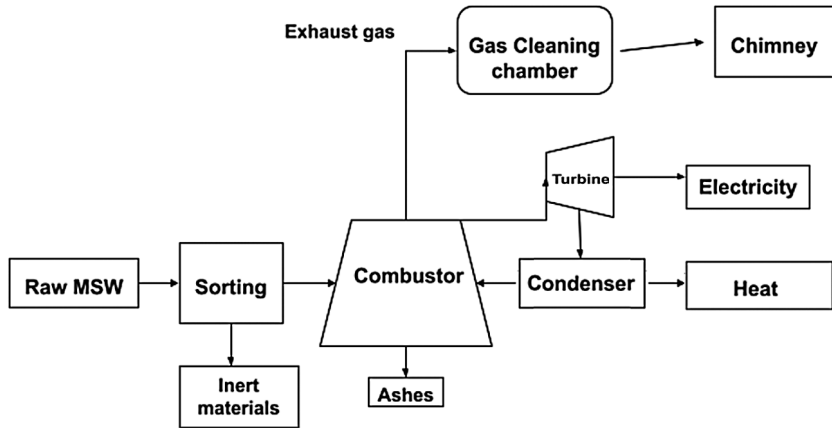 Exhaust gas
Gas Cleaning
chamber
Chimney
Turbine
Electricity
Raw MSW
Sorting
Combustor
Condenser
Heat
Inert
materials
Ashes